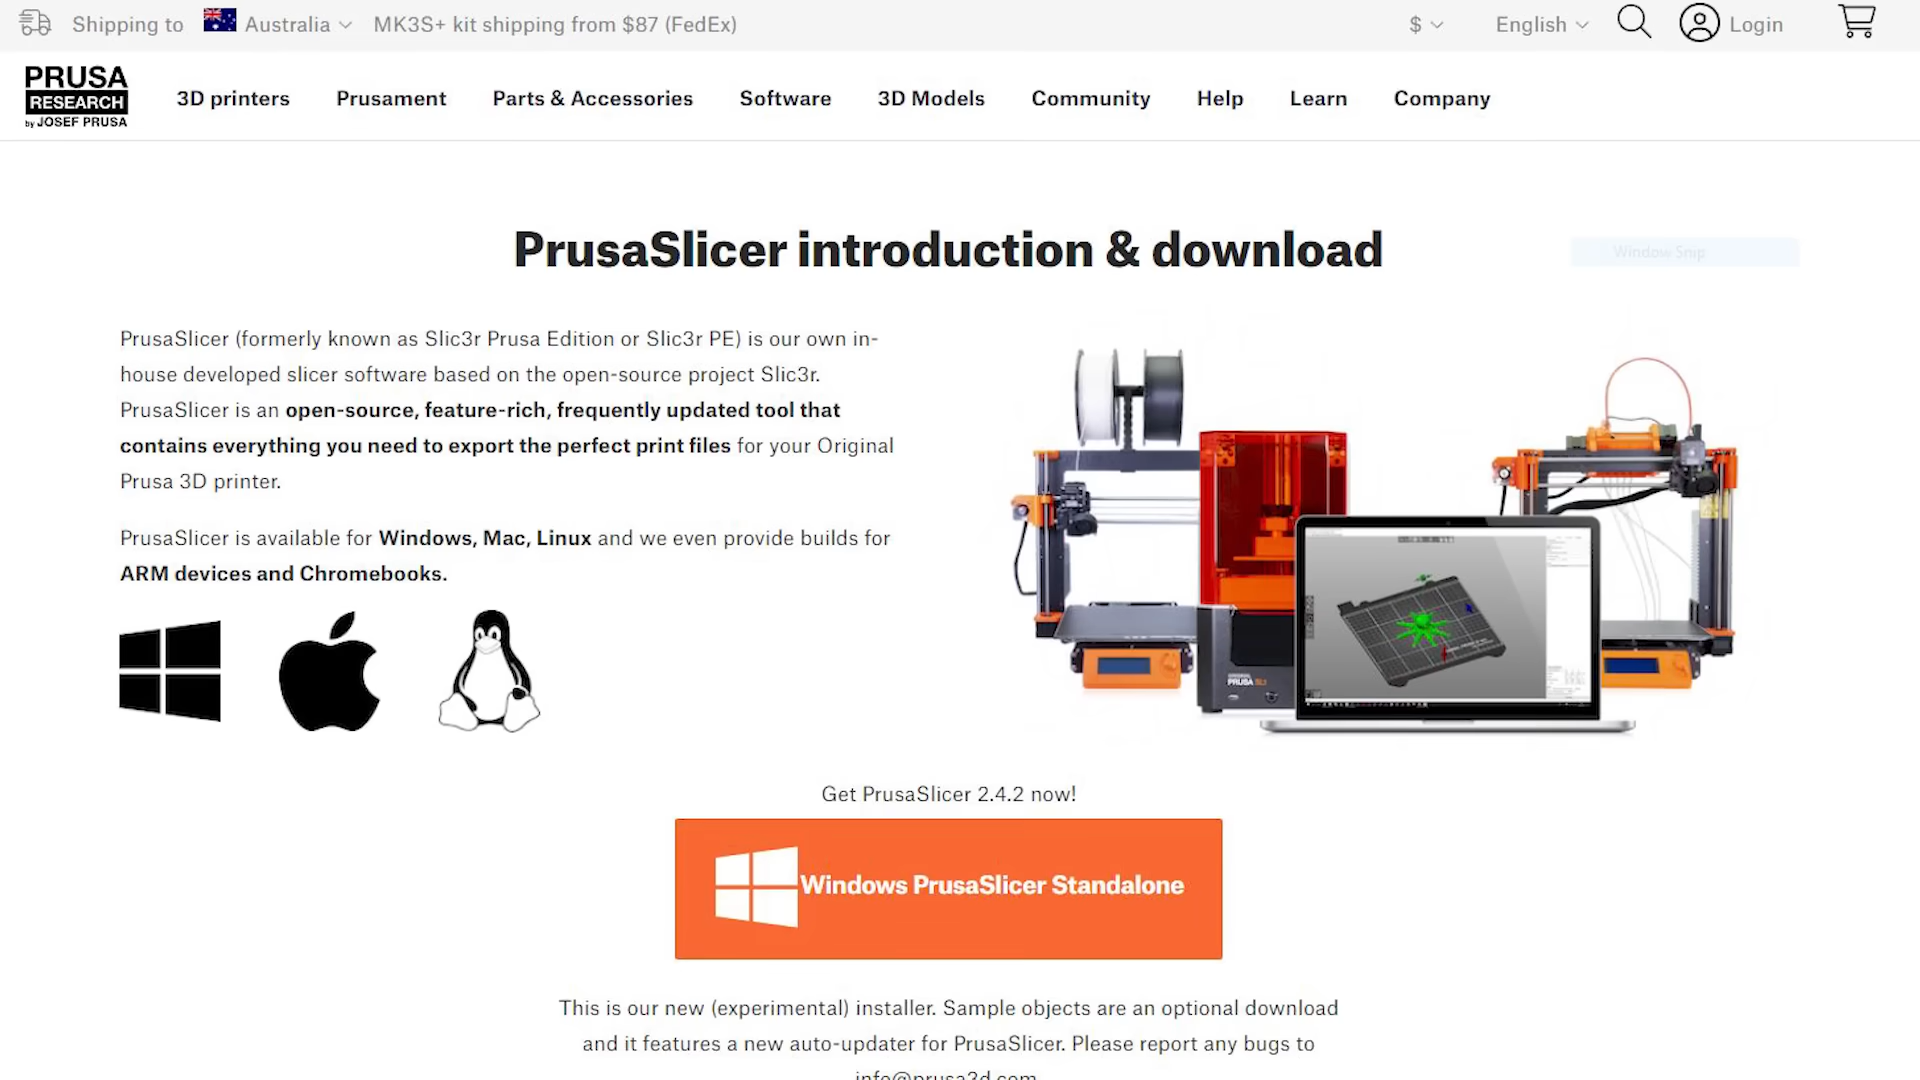 Shipping to Australia MK3S+ kit shipping from $87 (FedEx) $ English Login
PRUSA
RESEARCH
by JOSEF PRUSA
3D printers Prusament Parts & Accessories Software 3D Models Community Help Learn Company
PrusaSlicer introduction & download
Window Snip
PrusaSlicer (formerly known as Slic3r Prusa Edition or Slic3r PE) is our own in-
house developed slicer software based on the open-source project Slic3r.
PrusaSlicer is an open-source, feature-rich, frequently updated tool that
contains everything you need to export the perfect print files for your Original
Prusa 3D printer.
PrusaSlicer is available for Windows, Mac, Linux and we even provide builds for
ARM devices and Chromebooks.
PRUSA SL1
Get PrusaSlicer 2.4.2 now!
Windows PrusaSlicer Standalone
This is our new (experimental) installer. Sample objects are an optional download
and it features a new auto-updater for PrusaSlicer. Please report any bugs to
info@prusa3d.com